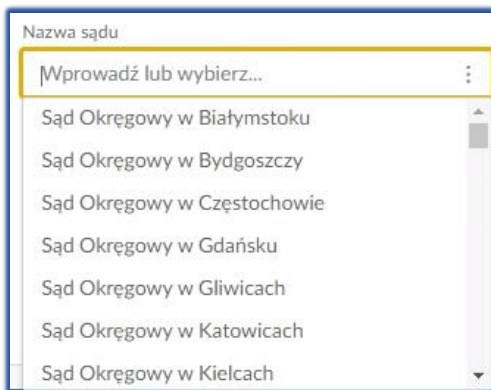 Nazwa sądu
Wprowadź lub wybierz...
Sąd Okręgowy w Białymstoku
Sąd Okręgowy w Bydgoszczy
Sąd Okręgowy w Częstochowie
Sąd Okręgowy w Gdańsku
Sąd Okręgowy w Gliwicach
Sąd Okręgowy w Katowicach
Sąd Okręgowy w Kielcach